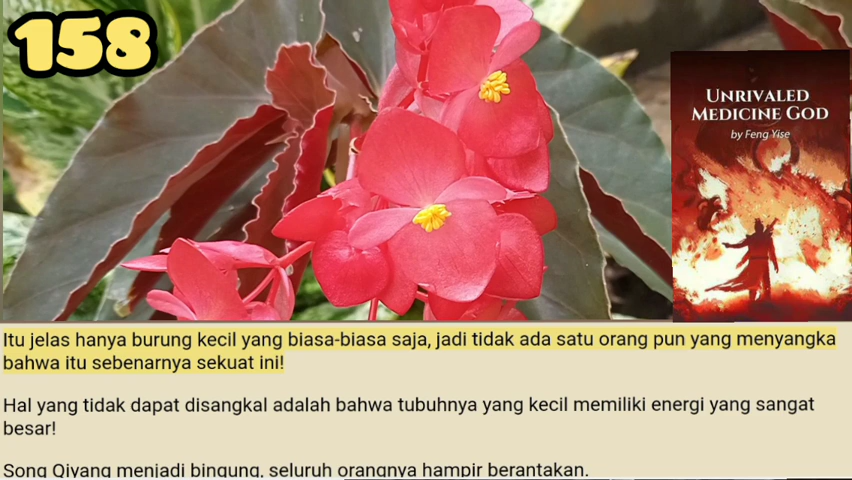 158
UNRIVALED
MEDICINE GOD
by Feng Yise
Itu jelas hanya burung kecil yang biasa-biasa saja, jadi tidak ada satu orang pun yang menyangka
bahwa itu sebenarnya sekuat ini!
Hal yang tidak dapat disangkal adalah bahwa tubuhnya yang kecil memiliki energi yang sangat
besar!
Song Qiyang menjadi bingung, seluruh orangnya hampir berantakan.